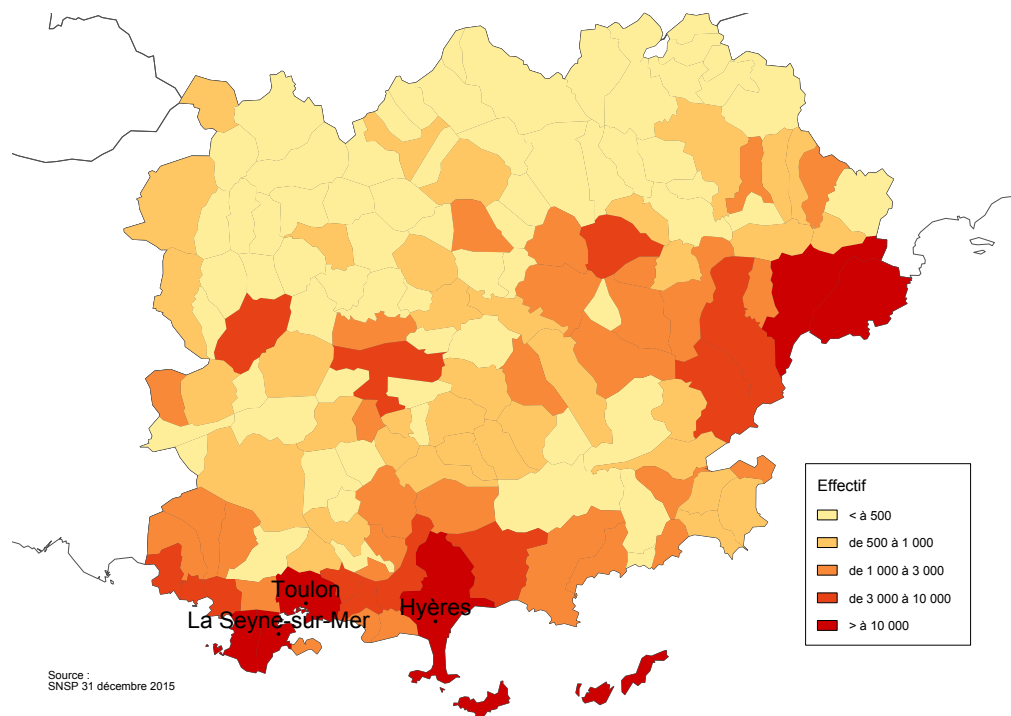 Toulon
La Seyne-sur-Mer
Hyères
Effectif
< à 500
de 500 à 1 000
de 1 000 à 3 000
de 3 000 à 10 000
> à 10 000
Source :
SNSP 31 décembre 2015